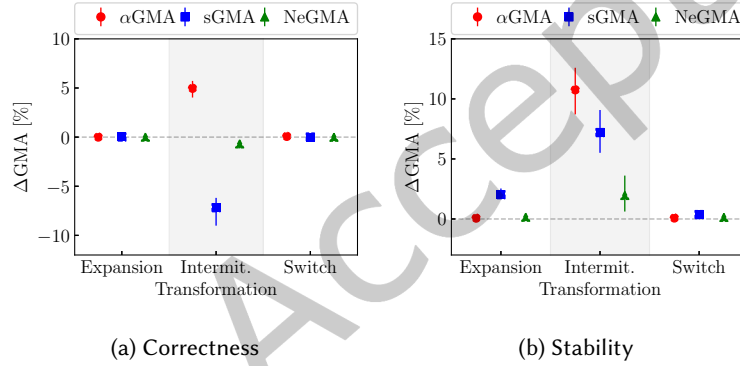 αGMA sGMA NeGMA
10
5
0
−5
−10
ΔGMA [%]
Expansion Intermit. Switch
Transformation
(a) Correctness
αGMA sGMA NeGMA
15
10
5
0
ΔGMA [%]
Expansion Intermit. Switch
Transformation
(b) Stability
Accep